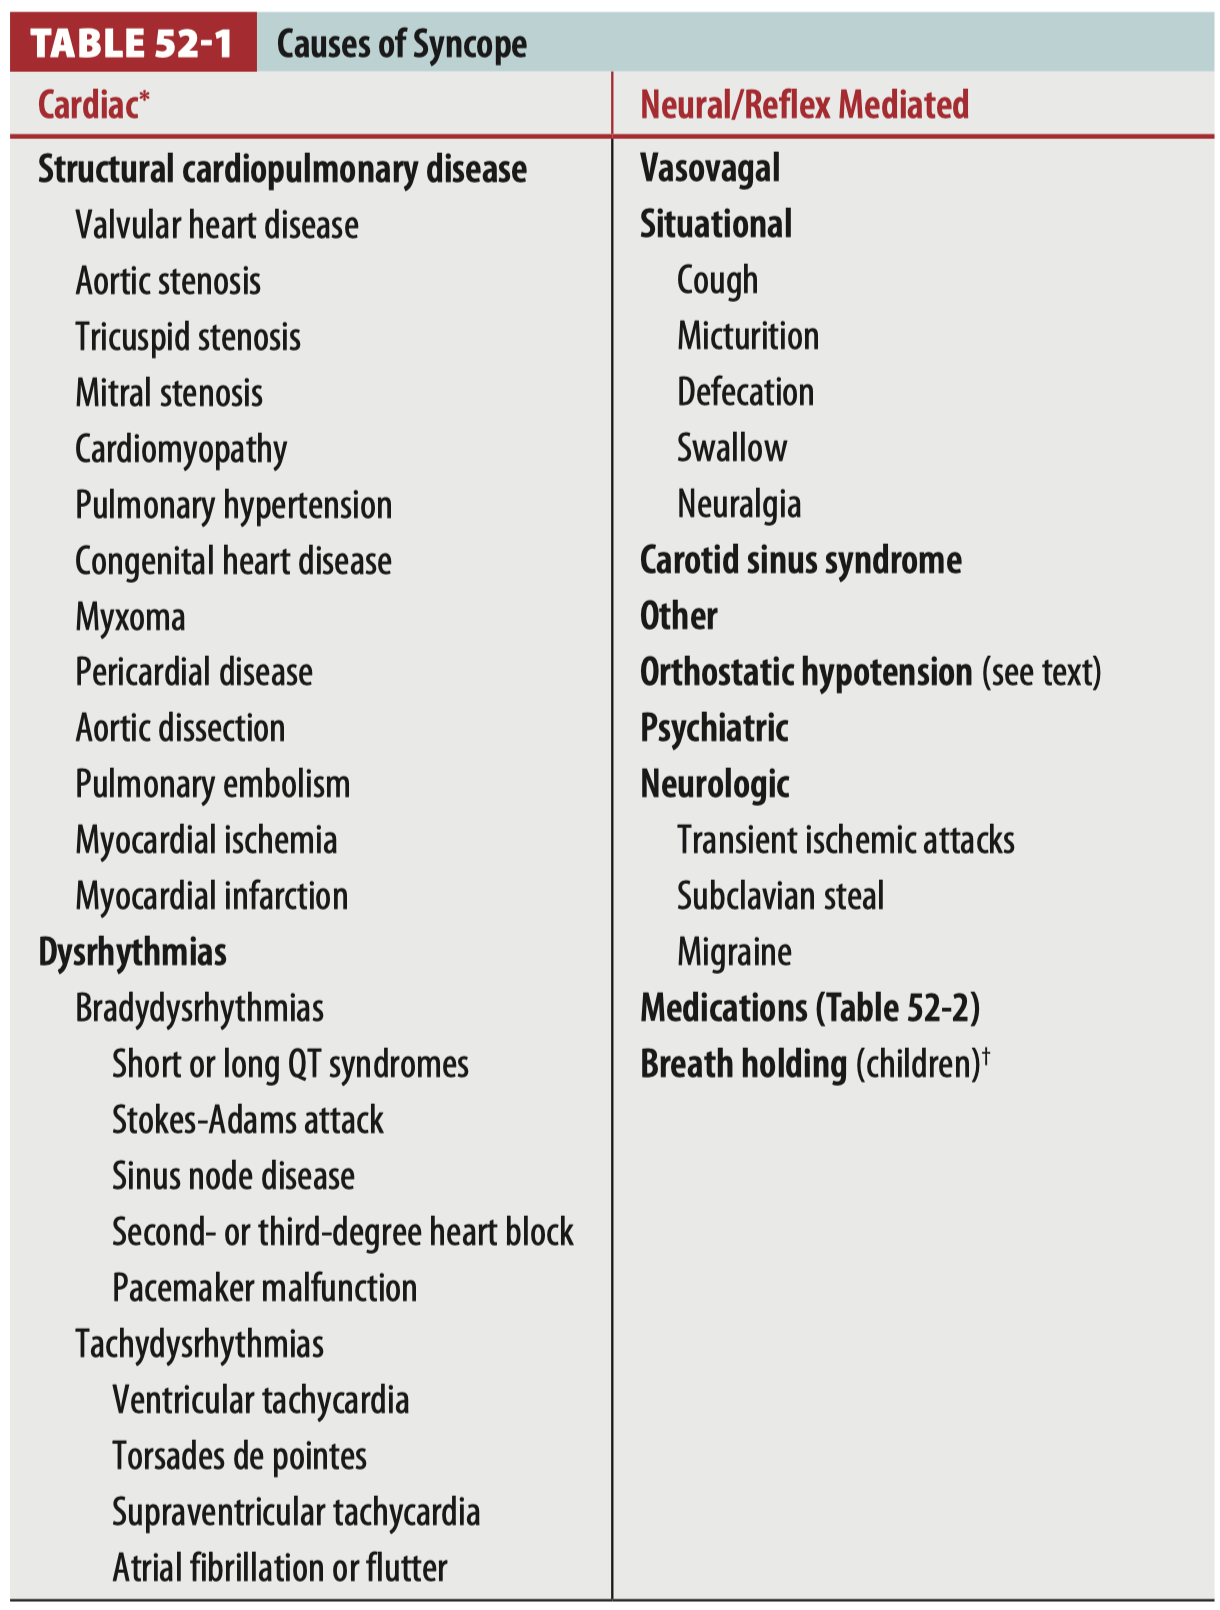 TABLE 52-1 Causes of Syncope
Cardiac*
Structural cardiopulmonary disease
Valvular heart disease
Aortic stenosis
Tricuspid stenosis
Mitral stenosis
Cardiomyopathy
Pulmonary hypertension
Congenital heart disease
Myxoma
Pericardial disease
Aortic dissection
Pulmonary embolism
Myocardial ischemia
Myocardial infarction
Dysrhythmias
Bradydysrhythmias
Short or long QT syndromes
Stokes-Adams attack
Sinus node disease
Second- or third-degree heart block
Pacemaker malfunction
Tachydysrhythmias
Ventricular tachycardia
Torsades de pointes
Supraventricular tachycardia
Atrial fibrillation or flutter
Neural/Reflex Mediated
Vasovagal
Situational
Cough
Micturition
Defecation
Swallow
Neuralgia
Carotid sinus syndrome
Other
Orthostatic hypotension (see text)
Psychiatric
Neurologic
Transient ischemic attacks
Subclavian steal
Migraine
Medications (Table 52-2)
Breath holding (children)†